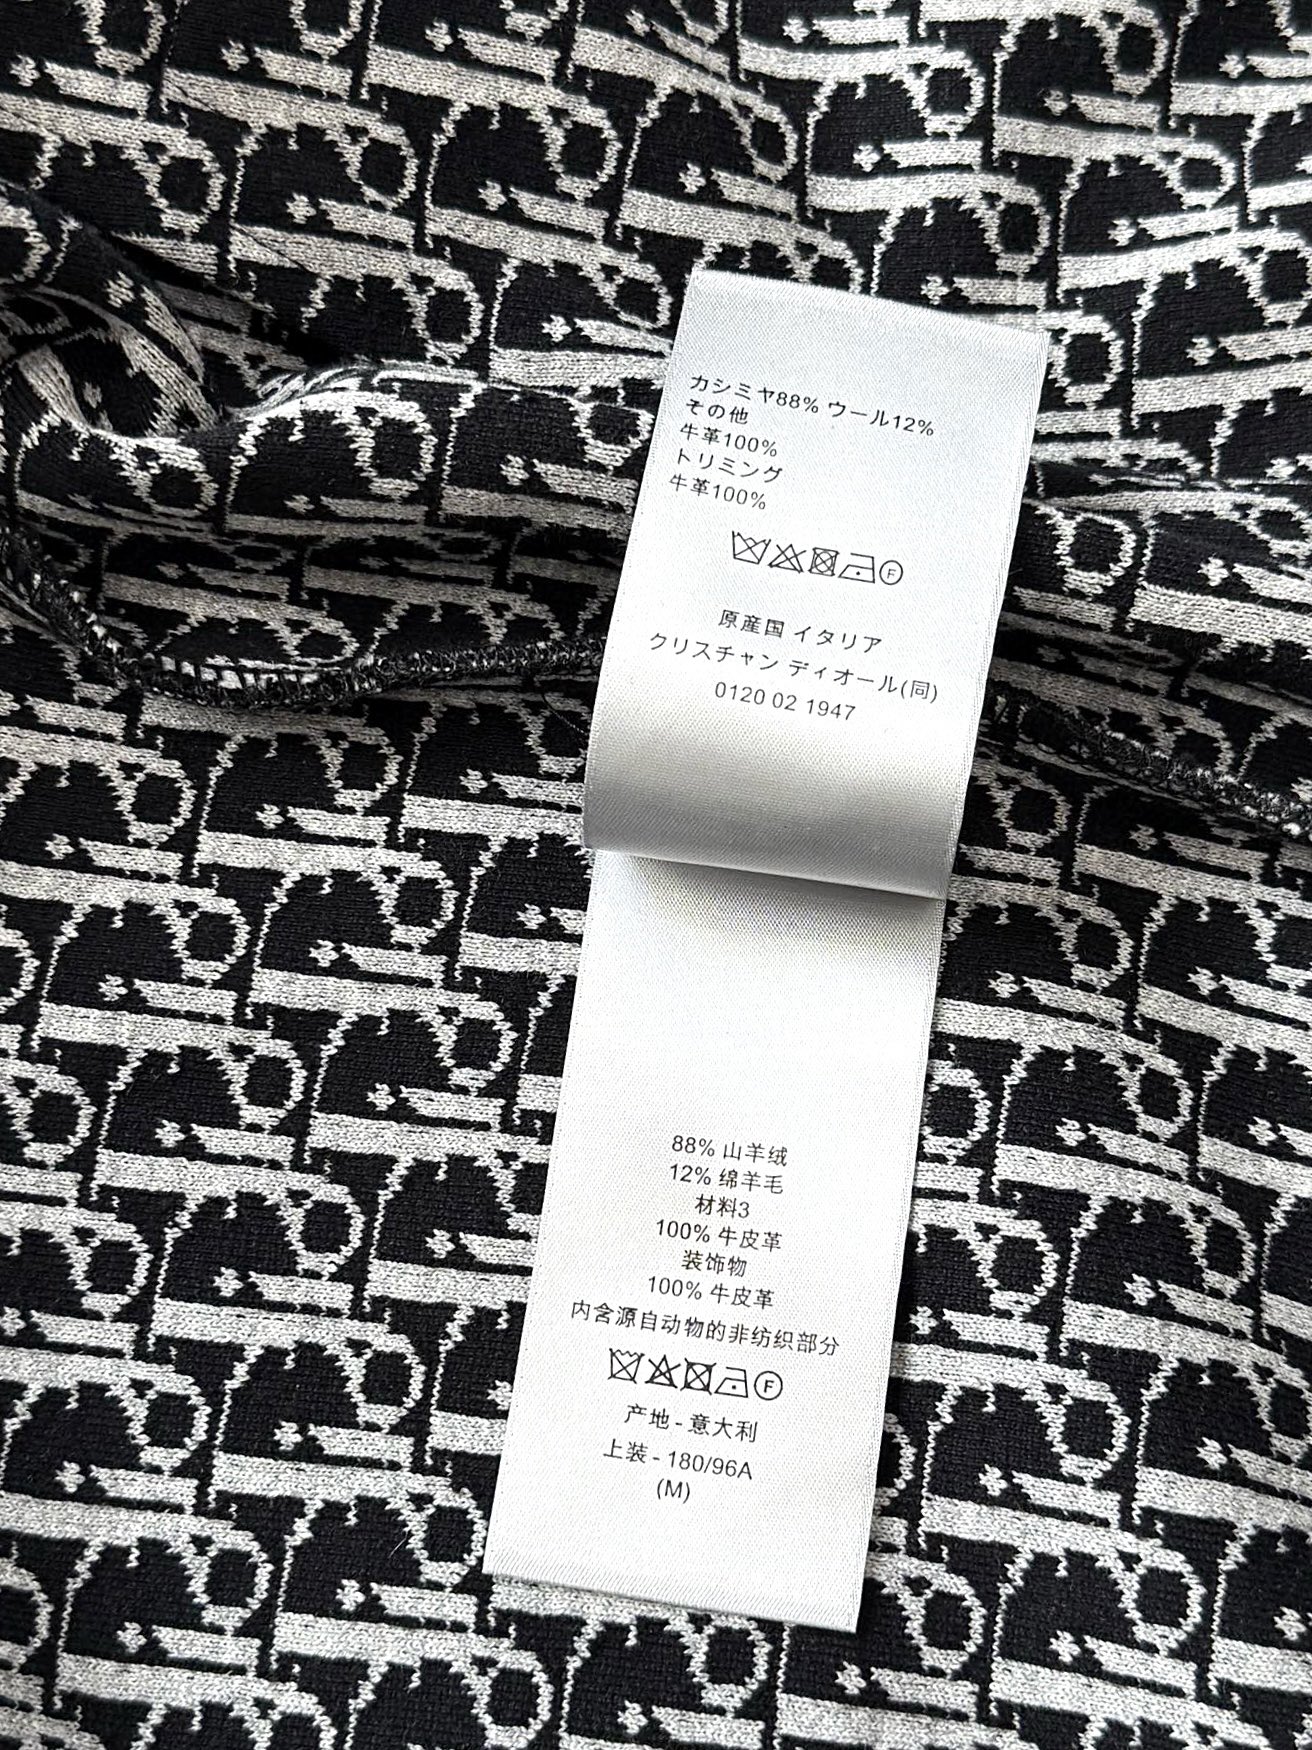 カシミヤ88% ウール12%
その他
牛革100%
トリミング
牛革100%
F
原産国 イタリア
クリスチャン ディオール(同)
0120 02 1947
88% 山羊绒
12% 绵羊毛
材料3
100% 牛皮革
装饰物
100% 牛皮革
内含源自动物的非纺织部分
F
产地 - 意大利
上装 - 180/96A
(M)